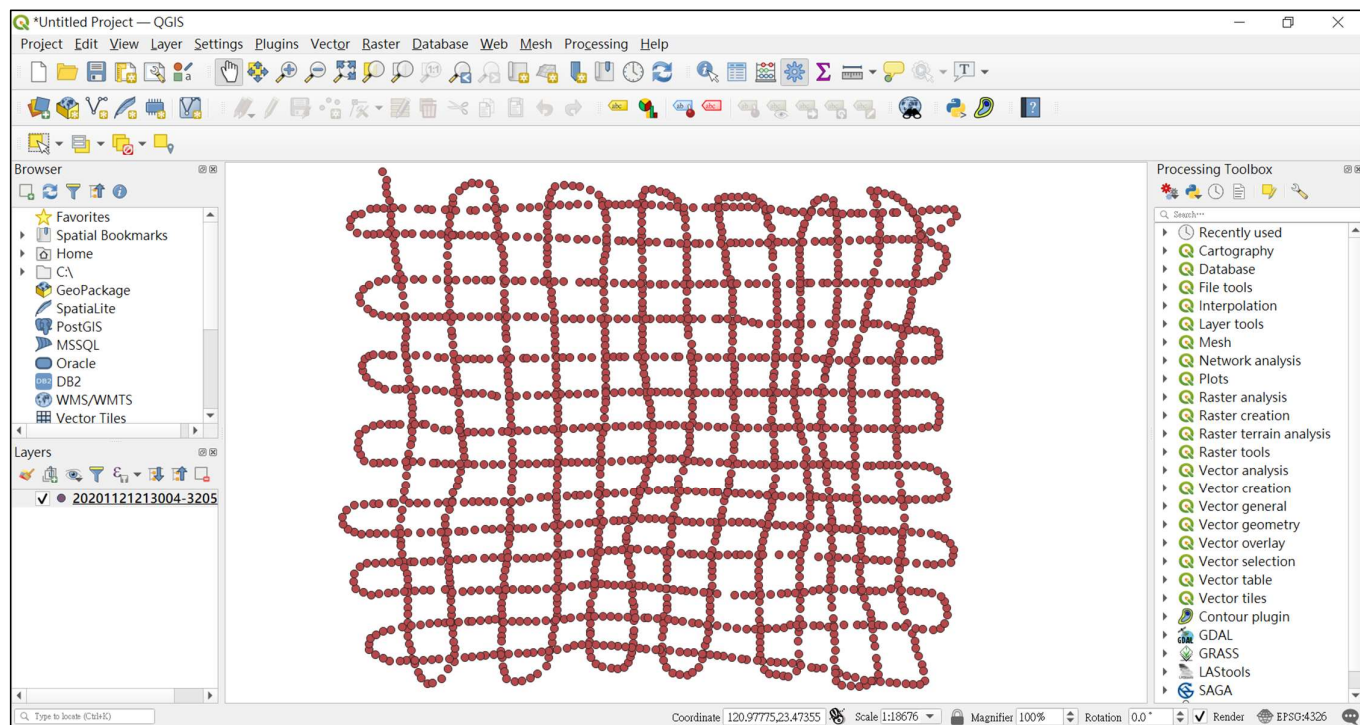 *Untitled Project — QGIS
Project Edit View Layer Settings Plugins Vector Raster Database Web Mesh Processing Help
Browser
Favorites
Spatial Bookmarks
Home
C:\
GeoPackage
SpatiaLite
PostGIS
MSSQL
Oracle
DB2
WMS/WMTS
Vector Tiles
Layers
20201121213004-3205
Processing Toolbox
Search…
Recently used
Cartography
Database
File tools
Interpolation
Layer tools
Mesh
Network analysis
Plots
Raster analysis
Raster creation
Raster terrain analysis
Raster tools
Vector analysis
Vector creation
Vector general
Vector geometry
Vector overlay
Vector selection
Vector table
Vector tiles
Contour plugin
GDAL
GRASS
LAStools
SAGA
Type to locate (Ctrl+K)
Coordinate 120.97775,23.47355 Scale 1:18676 Magnifier 100% Rotation 0.0 ° Render EPSG:4326